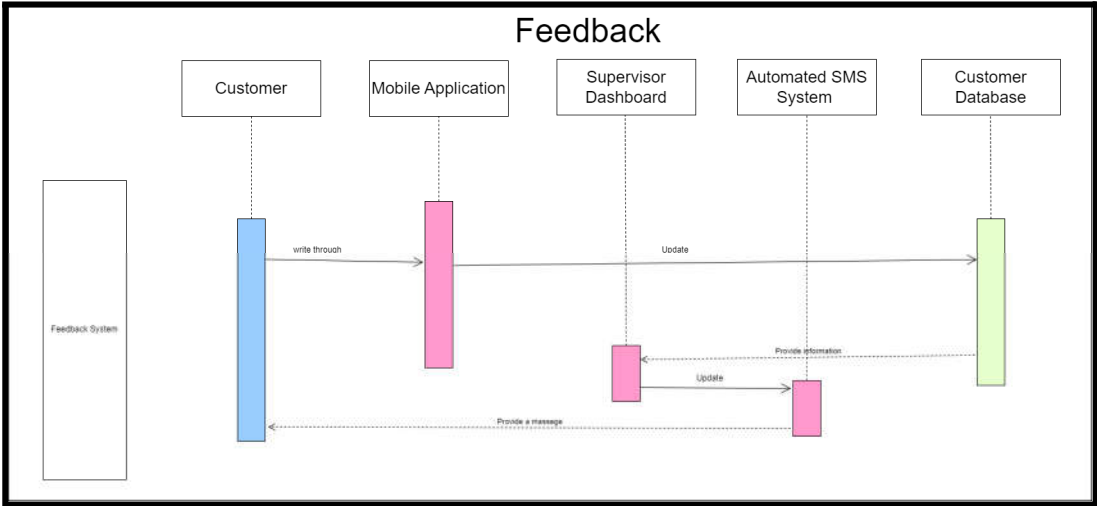 Feedback
Customer
Mobile Application
Supervisor
Dashboard
Automated SMS
System
Customer
Database
write through
Update
Feedback System
Provide information
Update
Provide a message